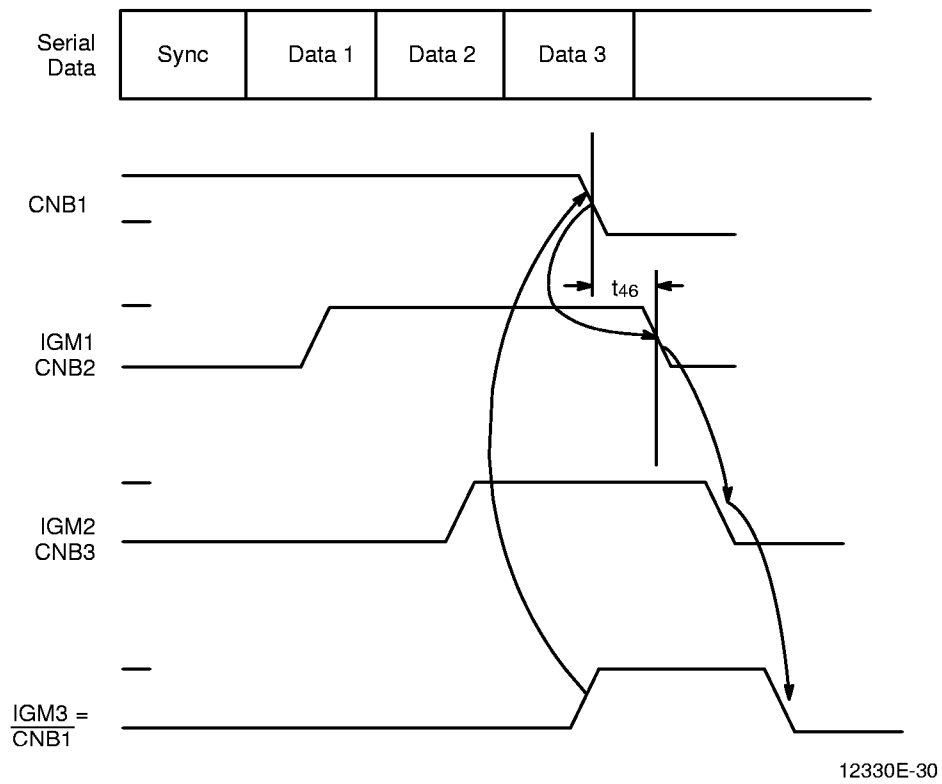 Serial
Data
Sync
Data 1
Data 2
Data 3
CNB1
t46
IGM1
CNB2
IGM2
CNB3
IGM3 =
CNB1
12330E-30